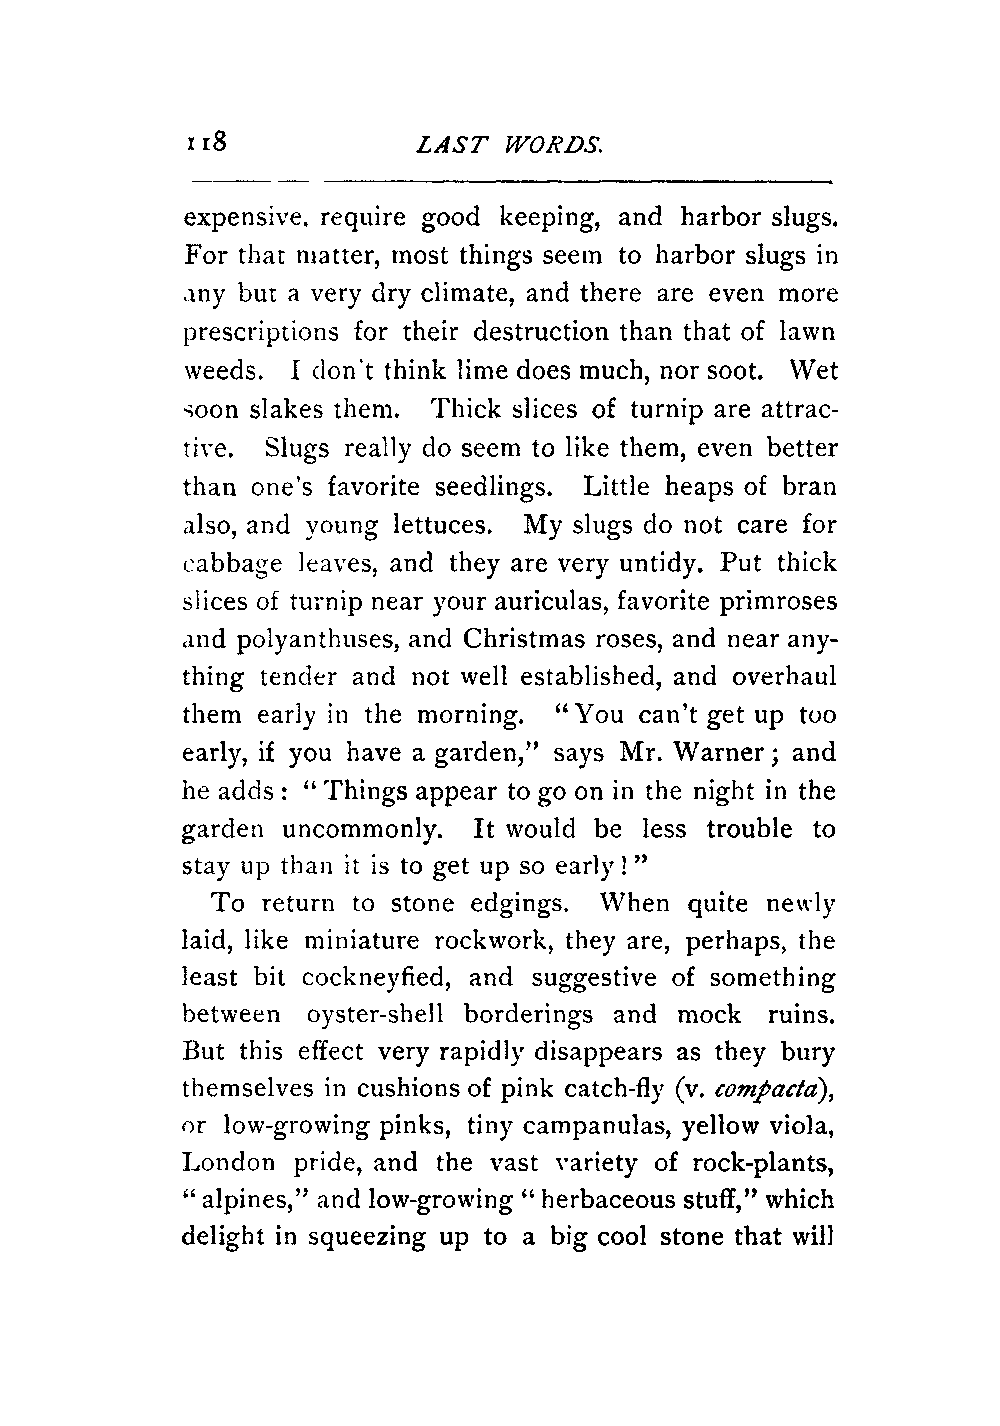 118 LAST WORDS.
expensive, require good keeping, and harbor slugs.
For that matter, most things seem to harbor slugs in
any but a very dry climate, and there are even more
prescriptions for their destruction than that of lawn
weeds. I don't think lime does much, nor soot. Wet
soon slakes them. Thick slices of turnip are attrac-
tive. Slugs really do seem to like them, even better
than one's favorite seedlings. Little heaps of bran
also, and young lettuces. My slugs do not care for
cabbage leaves, and they are very untidy. Put thick
slices of turnip near your auriculas, favorite primroses
and polyanthuses, and Christmas roses, and near any-
thing tender and not well established, and overhaul
them early in the morning. "You can't get up too
early, if you have a garden," says Mr. Warner; and
he adds: "Things appear to go on in the night in the
garden uncommonly. It would be less trouble to
stay up than it is to get up so early!"
To return to stone edgings. When quite newly
laid, like miniature rockwork, they are, perhaps, the
least bit cockneyfied, and suggestive of something
between oyster-shell borderings and mock ruins.
But this effect very rapidly disappears as they bury
themselves in cushions of pink catch-fly (v. compacta),
or low-growing pinks, tiny campanulas, yellow viola,
London pride, and the vast variety of rock-plants,
"alpines," and low-growing "herbaceous stuff," which
delight in squeezing up to a big cool stone that will